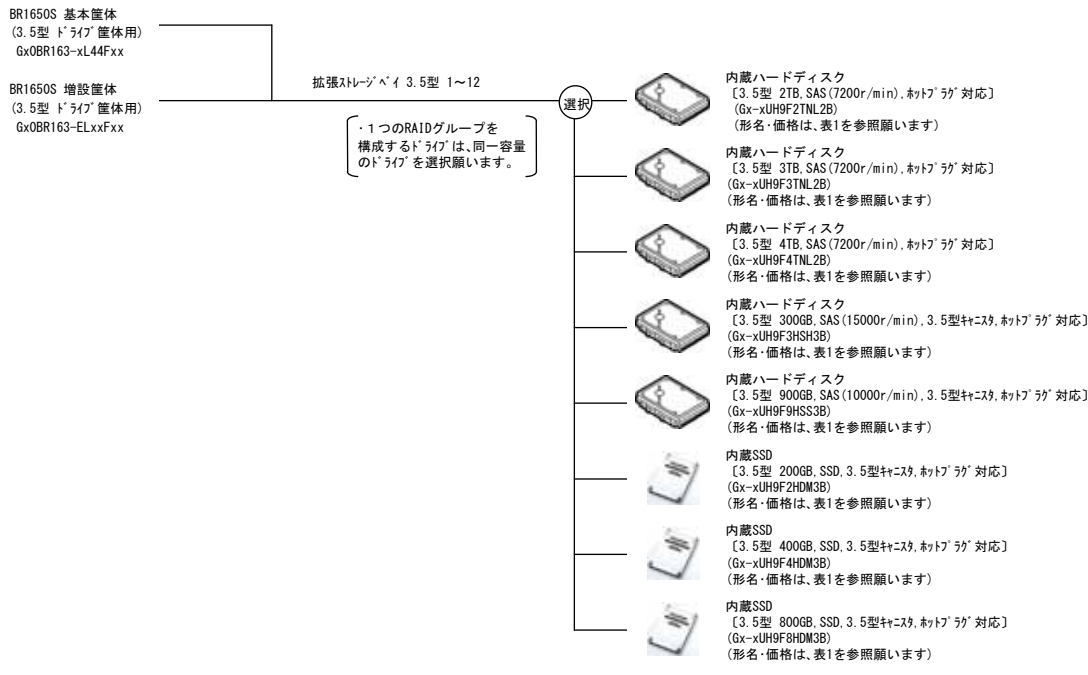 BR1650S 基本筐体
(3.5型 ﾄﾞﾗｲﾌﾞ筐体用)
GxOBR163-xL44Fxx
BR1650S 増設筐体
(3.5型 ﾄﾞﾗｲﾌﾞ筐体用)
GxOBR163-ELxxFxx
拡張ｽﾄﾚｰｼﾞﾍﾞｲ 3.5型 1～12
・１つのRAIDグループを
構成するﾄﾞﾗｲﾌﾞは､同一容量
のﾄﾞﾗｲﾌﾞを選択願います。
選択
内蔵ハードディスク
〔3.5型 2TB,SAS(7200r/min),ﾎｯﾄﾌﾟﾗｸﾞ対応〕
(Gx-xUH9F2TNL2B)
(形名･価格は､表1を参照願います)
内蔵ハードディスク
〔3.5型 3TB,SAS(7200r/min),ﾎｯﾄﾌﾟﾗｸﾞ対応〕
(Gx-xUH9F3TNL2B)
(形名･価格は､表1を参照願います)
内蔵ハードディスク
〔3.5型 4TB,SAS(7200r/min),ﾎｯﾄﾌﾟﾗｸﾞ対応〕
(Gx-xUH9F4TNL2B)
(形名･価格は､表1を参照願います)
内蔵ハードディスク
〔3.5型 300GB,SAS(15000r/min),3.5型ｷｬﾆｽﾀ,ﾎｯﾄﾌﾟﾗｸﾞ対応〕
(Gx-xUH9F3HSH3B)
(形名･価格は､表1を参照願います)
内蔵ハードディスク
〔3.5型 900GB,SAS(10000r/min),3.5型ｷｬﾆｽﾀ,ﾎｯﾄﾌﾟﾗｸﾞ対応〕
(Gx-xUH9F9HSS3B)
(形名･価格は､表1を参照願います)
内蔵SSD
〔3.5型 200GB,SSD,3.5型ｷｬﾆｽﾀ,ﾎｯﾄﾌﾟﾗｸﾞ対応〕
(Gx-xUH9F2HDM3B)
(形名･価格は､表1を参照願います)
内蔵SSD
〔3.5型 400GB,SSD,3.5型ｷｬﾆｽﾀ,ﾎｯﾄﾌﾟﾗｸﾞ対応〕
(Gx-xUH9F4HDM3B)
(形名･価格は､表1を参照願います)
内蔵SSD
〔3.5型 800GB,SSD,3.5型ｷｬﾆｽﾀ,ﾎｯﾄﾌﾟﾗｸﾞ対応〕
(Gx-xUH9F8HDM3B)
(形名･価格は､表1を参照願います)